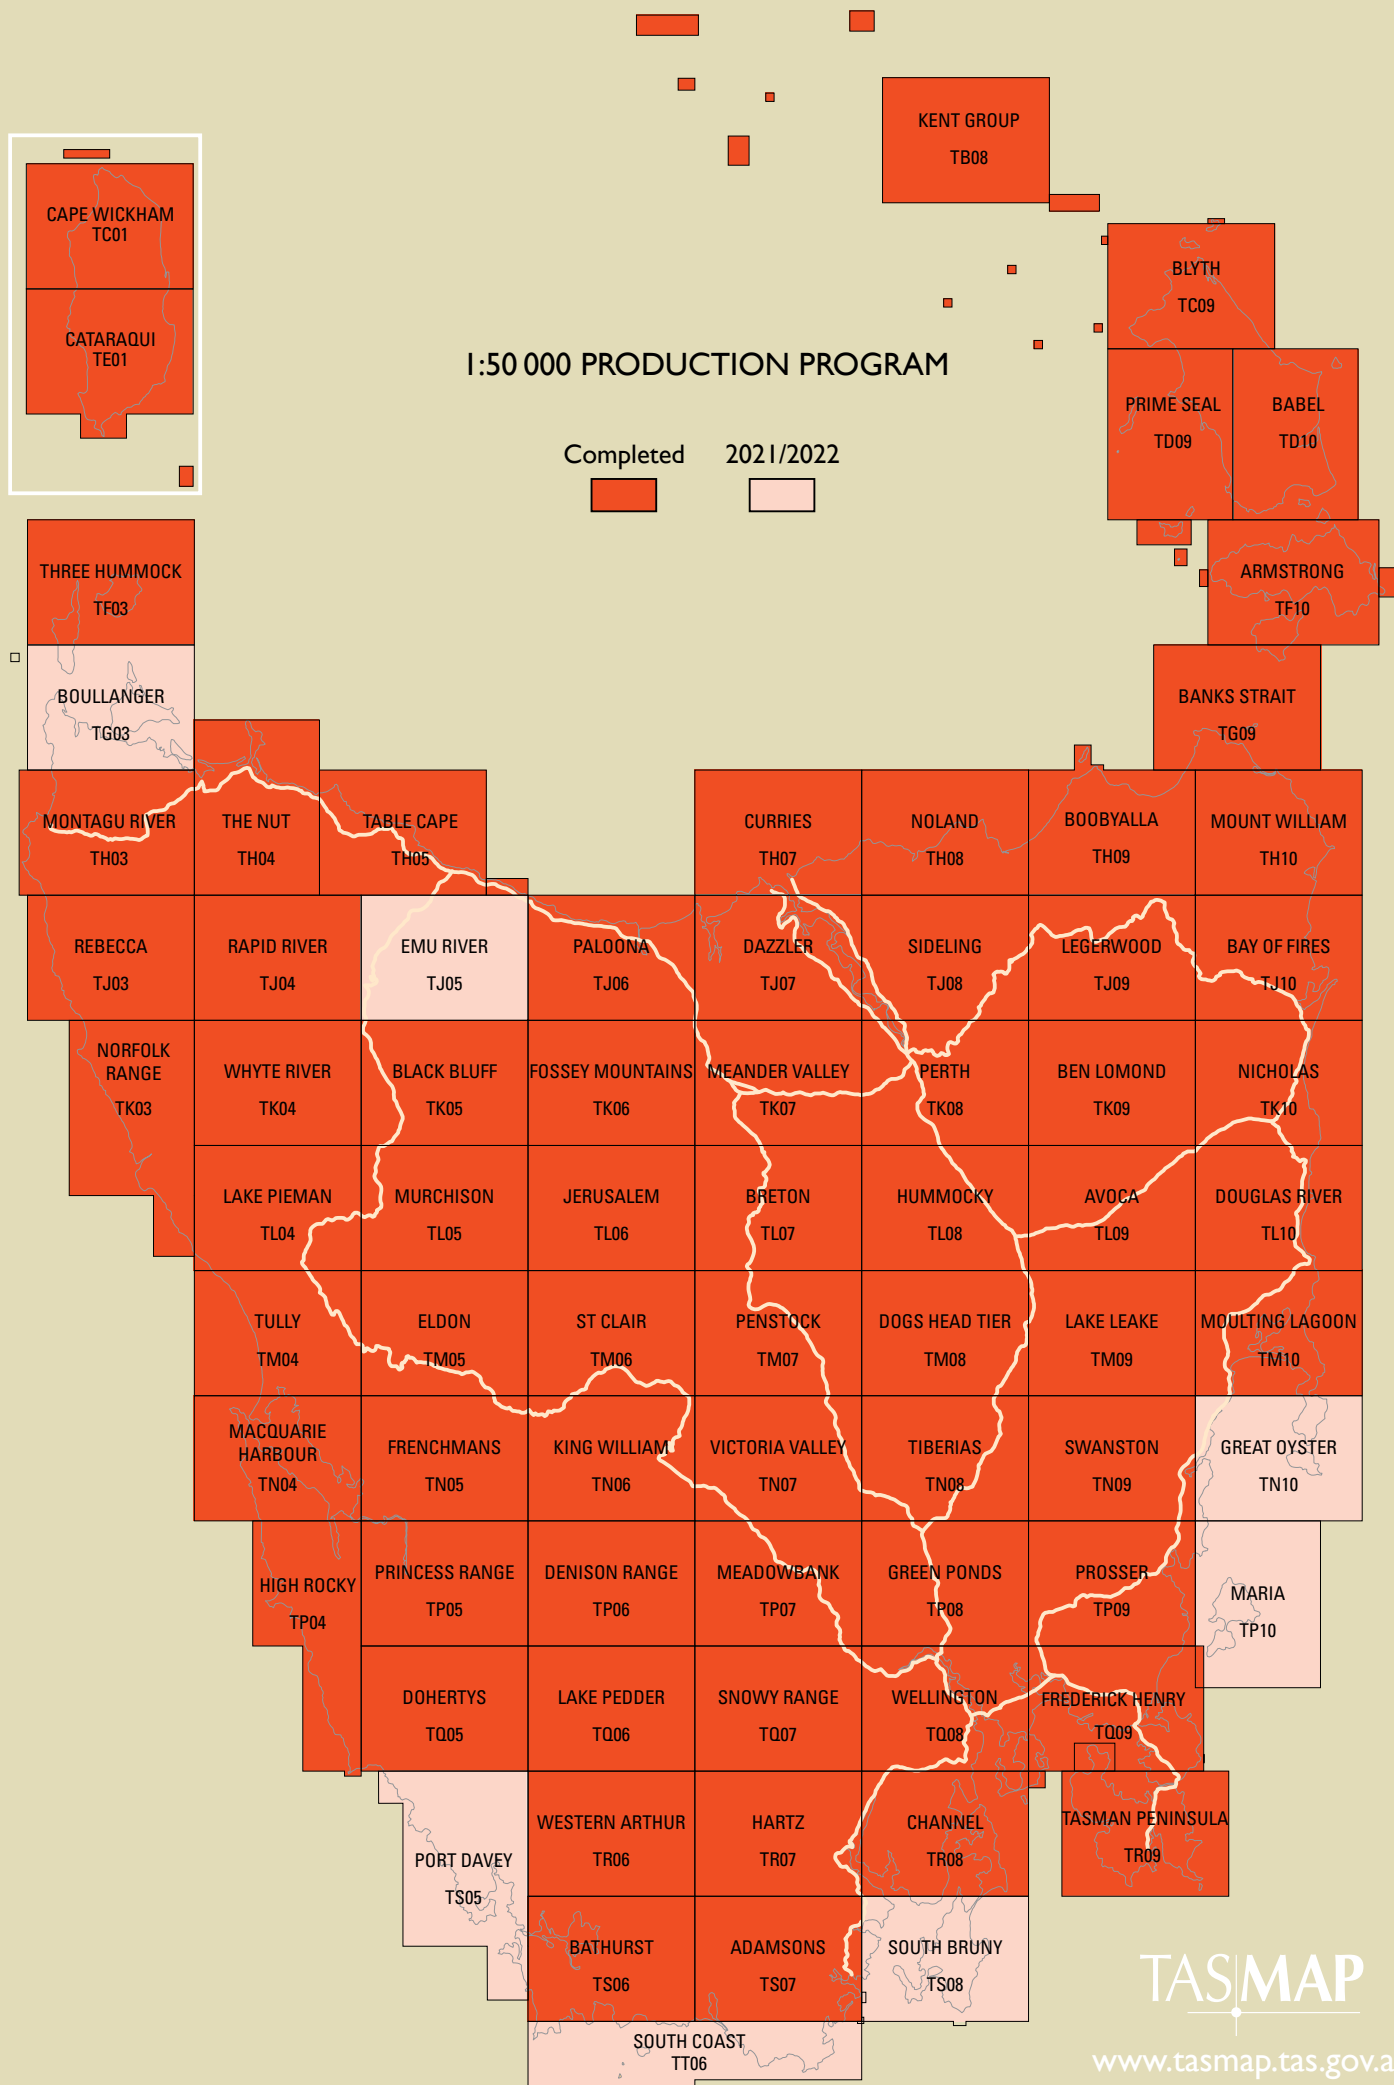 KENT GROUP
TB08
CAPE WICKHAM
TC01
CATARAQUI
TE01
BLYTH
TC09
1:50 000 PRODUCTION PROGRAM
Completed
2021/2022
PRIME SEAL
TD09
BABEL
TD10
THREE HUMMOCK
TF03
ARMSTRONG
TF10
BOULLANGER
TG03
BANKS STRAIT
TG09
MONTAGU RIVER
TH03
THE NUT
TH04
TABLE CAPE
TH05
CURRIES
TH07
NOLAND
TH08
BOOBYALLA
TH09
MOUNT WILLIAM
TH10
REBECCA
TJ03
RAPID RIVER
TJ04
EMU RIVER
TJ05
PALOONA
TJ06
DAZZLER
TJ07
SIDELING
TJ08
LEGERWOOD
TJ09
BAY OF FIRES
TJ10
NORFOLK
RANGE
TK03
WHYTE RIVER
TK04
BLACK BLUFF
TK05
FOSSEY MOUNTAINS
TK06
MEANDER VALLEY
TK07
PERTH
TK08
BEN LOMOND
TK09
NICHOLAS
TK10
LAKE PIEMAN
TL04
MURCHISON
TL05
JERUSALEM
TL06
BRETON
TL07
HUMMOCKY
TL08
AVOCA
TL09
DOUGLAS RIVER
TL10
TULLY
TM04
ELDON
TM05
ST CLAIR
TM06
PENSTOCK
TM07
DOGS HEAD TIER
TM08
LAKE LEAKE
TM09
MOULTING LAGOON
TM10
MACQUARIE
HARBOUR
TN04
FRENCHMANS
TN05
KING WILLIAM
TN06
VICTORIA VALLEY
TN07
TIBERIAS
TN08
SWANSTON
TN09
GREAT OYSTER
TN10
HIGH ROCKY
TP04
PRINCESS RANGE
TP05
DENISON RANGE
TP06
MEADOWBANK
TP07
GREEN PONDS
TP08
PROSSER
TP09
MARIA
TP10
DOHERTYS
TQ05
LAKE PEDDER
TQ06
SNOWY RANGE
TQ07
WELLINGTON
TQ08
FREDERICK HENRY
TQ09
PORT DAVEY
TS05
WESTERN ARTHUR
TR06
HARTZ
TR07
CHANNEL
TR08
TASMAN PENINSULA
TR09
BATHURST
TS06
ADAMSONS
TS07
SOUTH BRUNY
TS08
SOUTH COAST
TT06
TASMAP
www.tasmap.tas.gov.a